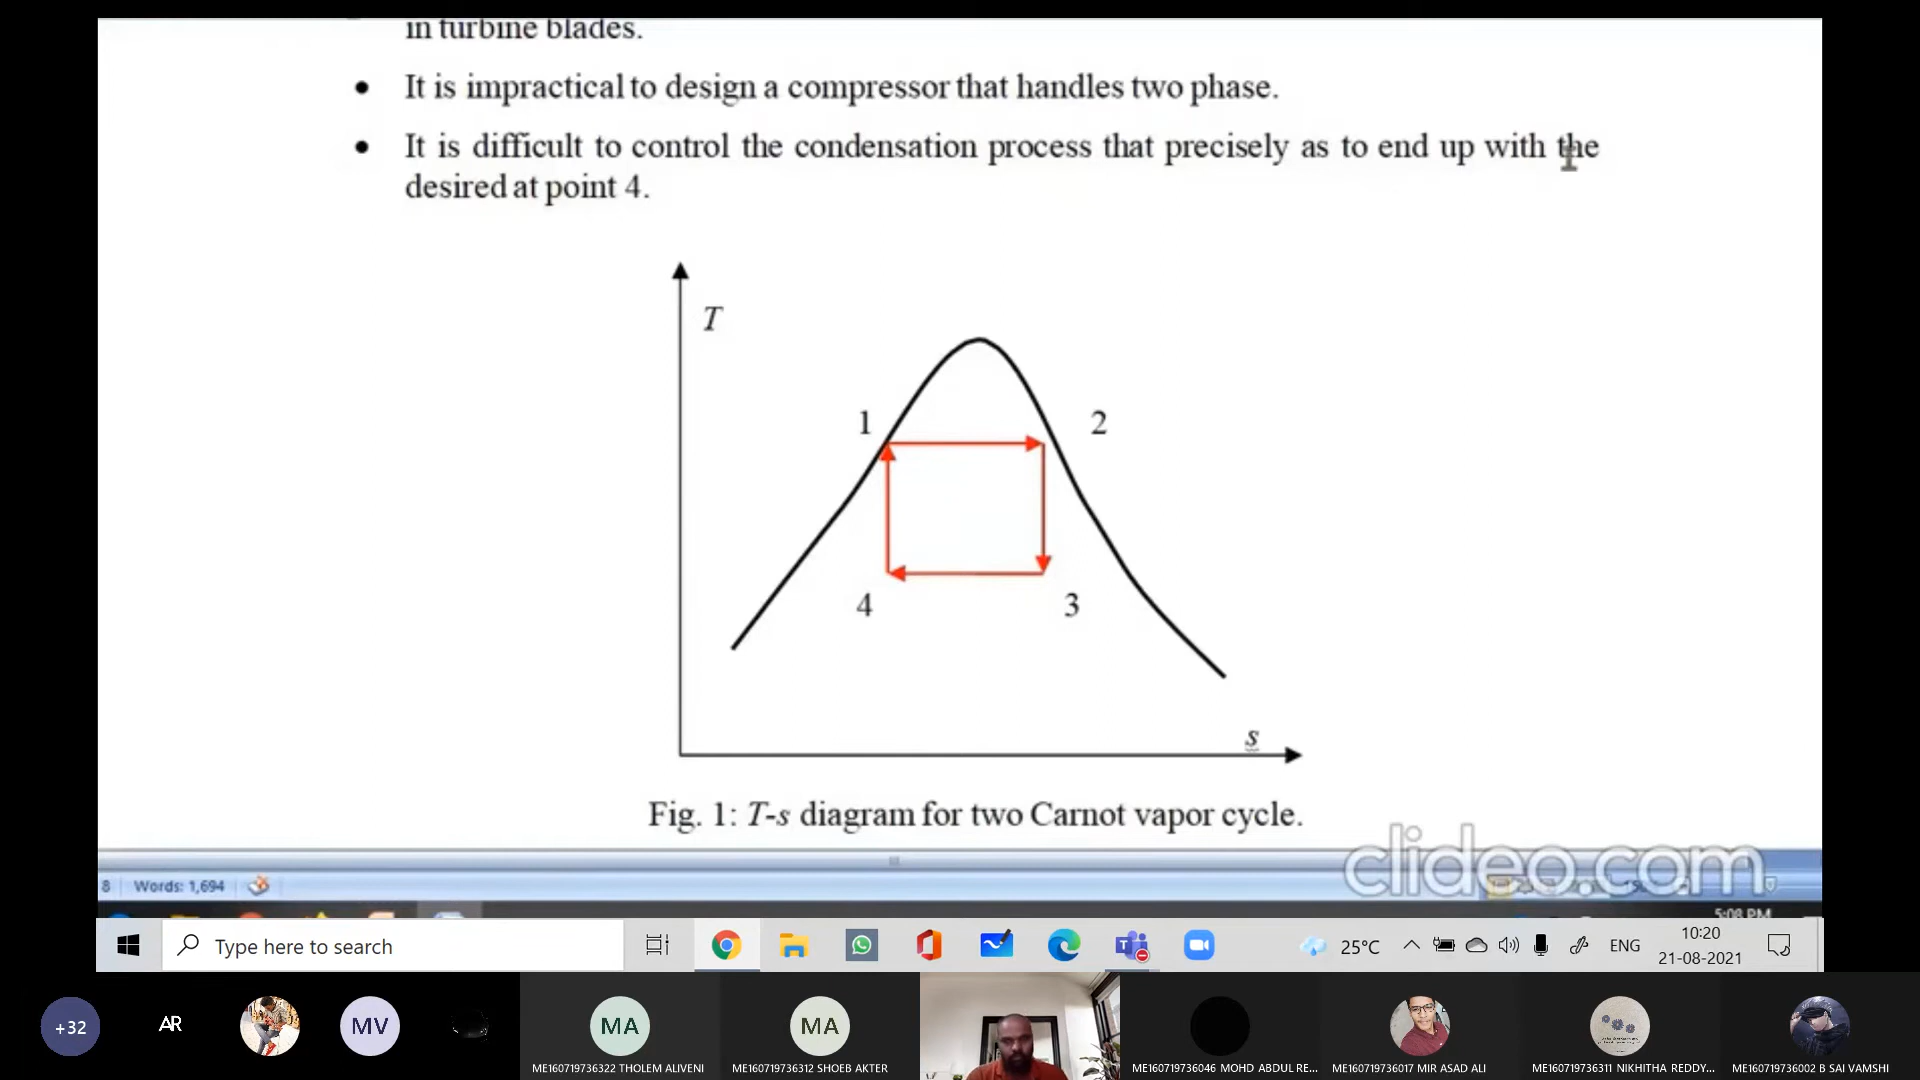 in turbine blades.
• It is impractical to design a compressor that handles two phase.
• It is difficult to control the condensation process that precisely as to end up with the
desired at point 4.
T
1
2
4
3
s
Fig. 1: T-s diagram for two Carnot vapor cycle.
clideo.com
8
Words: 1,694
5:08 PM
Type here to search
25°C
ENG
10:20
21-08-2021
+32
AR
MV
MA
MA
ME160719736322 THOLEM ALIVENI
ME160719736312 SHOEB AKTER
ME160719736046 MOHD ABDUL RE...
ME160719736017 MIR ASAD ALI
ME160719736311 NIKHITHA REDDY...
ME160719736002 B SAI VAMSHI